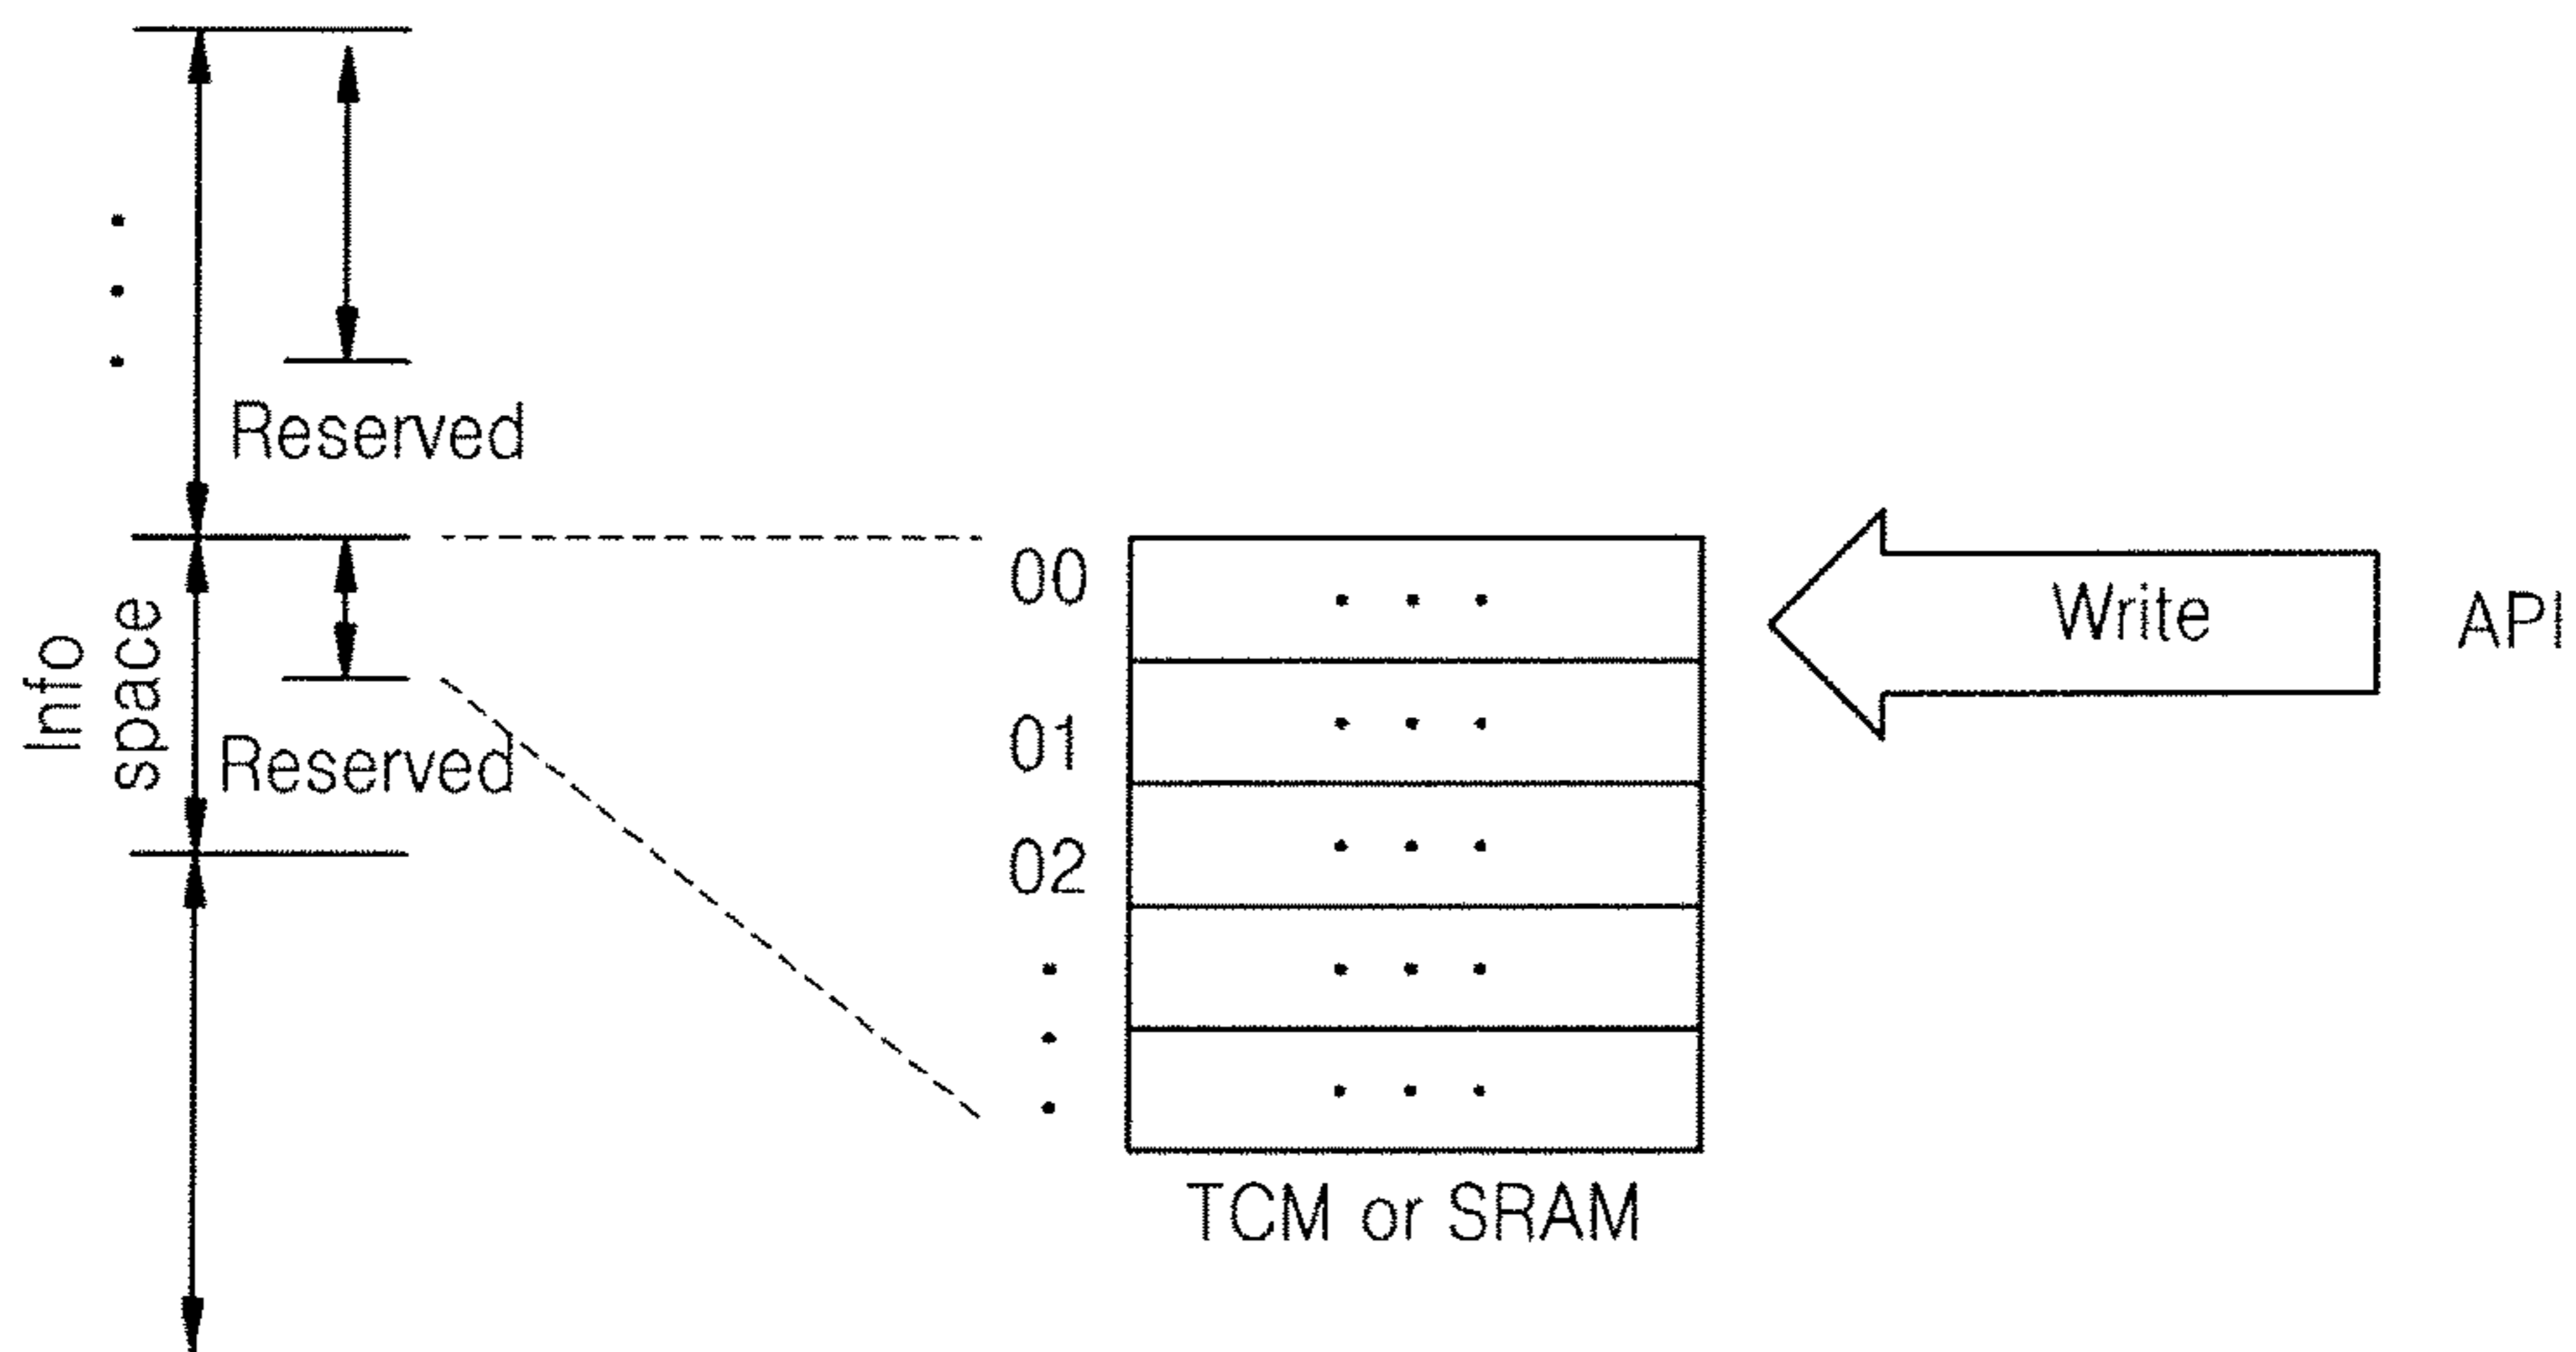 Reserved
Info
space
Reserved
00
01
02
TCM or SRAM
Write
API